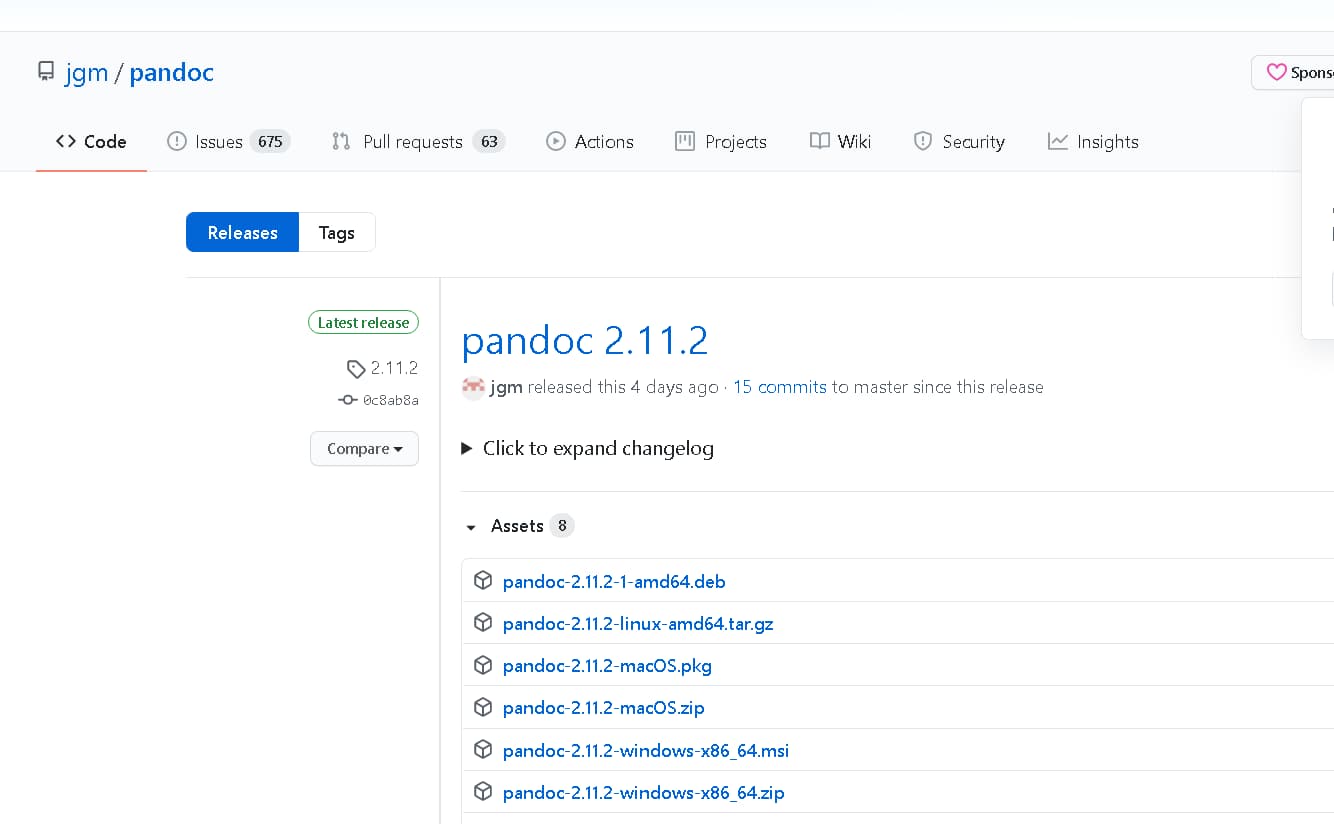 jgm / pandoc
Spons
Code Issues 675 Pull requests 63 Actions Projects Wiki Security Insights
Releases Tags
Latest release
2.11.2
0c8ab8a
Compare
pandoc 2.11.2
jgm released this 4 days ago · 15 commits to master since this release
Click to expand changelog
Assets 8
pandoc-2.11.2-1-amd64.deb
pandoc-2.11.2-linux-amd64.tar.gz
pandoc-2.11.2-macOS.pkg
pandoc-2.11.2-macOS.zip
pandoc-2.11.2-windows-x86_64.msi
pandoc-2.11.2-windows-x86_64.zip